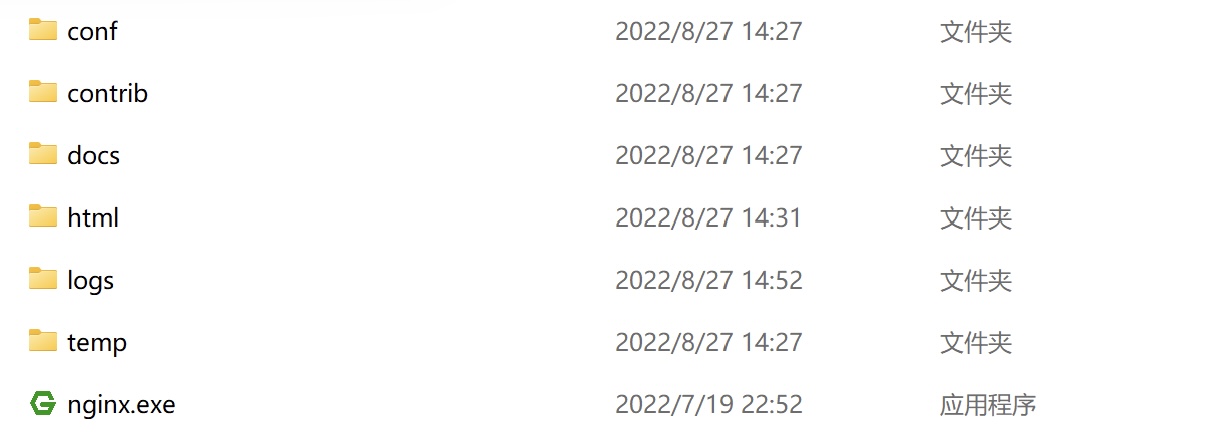 conf 2022/8/27 14:27 文件夹
contrib 2022/8/27 14:27 文件夹
docs 2022/8/27 14:27 文件夹
html 2022/8/27 14:31 文件夹
logs 2022/8/27 14:52 文件夹
temp 2022/8/27 14:27 文件夹
nginx.exe 2022/7/19 22:52 应用程序